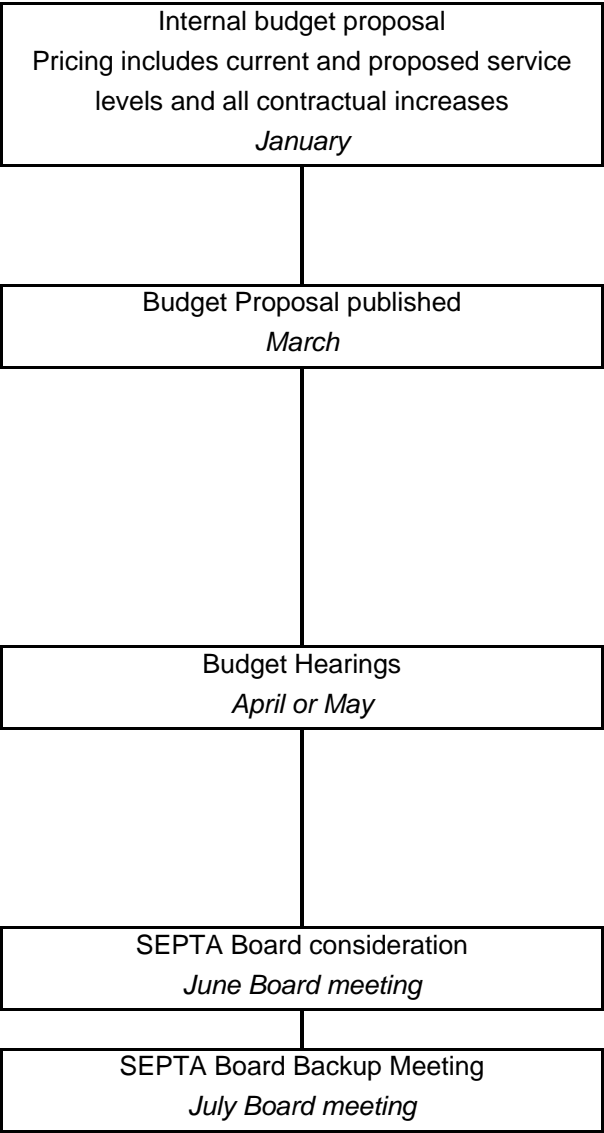 Internal budget proposal
Pricing includes current and proposed service
levels and all contractual increases
January
Budget Proposal published
March
Budget Hearings
April or May
SEPTA Board consideration
June Board meeting
SEPTA Board Backup Meeting
July Board meeting